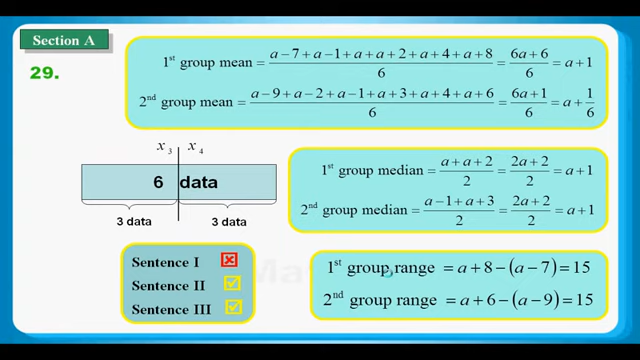 Section A
29.
1st group mean = (a − 7 + a − 1 + a + a + 2 + a + 4 + a + 8)/6 = (6a + 6)/6 = a + 1
2nd group mean = (a − 9 + a − 2 + a − 1 + a + 3 + a + 4 + a + 6)/6 = (6a + 1)/6 = a + 1/6
x₃ x₄
6 data
3 data 3 data
1st group median = (a + a + 2)/2 = (2a + 2)/2 = a + 1
2nd group median = (a − 1 + a + 3)/2 = (2a + 2)/2 = a + 1
Sentence I
Sentence II
Sentence III
1st group range = a + 8 − (a − 7) = 15
2nd group range = a + 6 − (a − 9) = 15